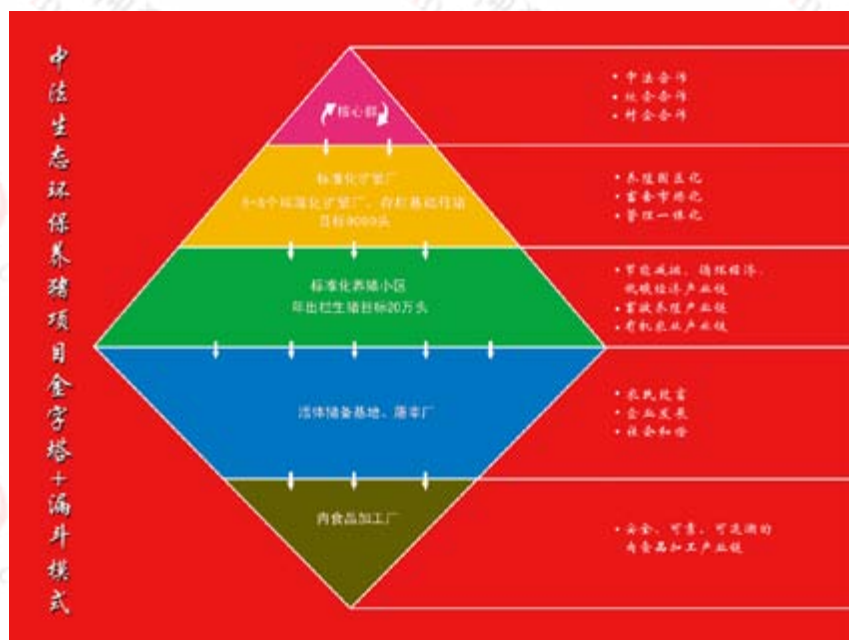 中法生态环保养猪项目金字塔+漏斗模式
核心群
• 中法合作
• 校企合作
• 村企合作
标准化扩繁厂
5-8个标准化扩繁厂、存栏基础母猪
目标9000头
• 养殖园区化
• 畜舍市场化
• 管理一体化
标准化养猪小区
年出栏生猪目标20万头
• 节能减排、循环经济、
低碳经济产业链
• 畜牧养殖产业链
• 有机农业产业链
活体储备基地、屠宰厂
• 农民致富
• 企业发展
• 社会和谐
肉食品加工厂
• 安全、可靠、可追溯的
肉食品加工产业链